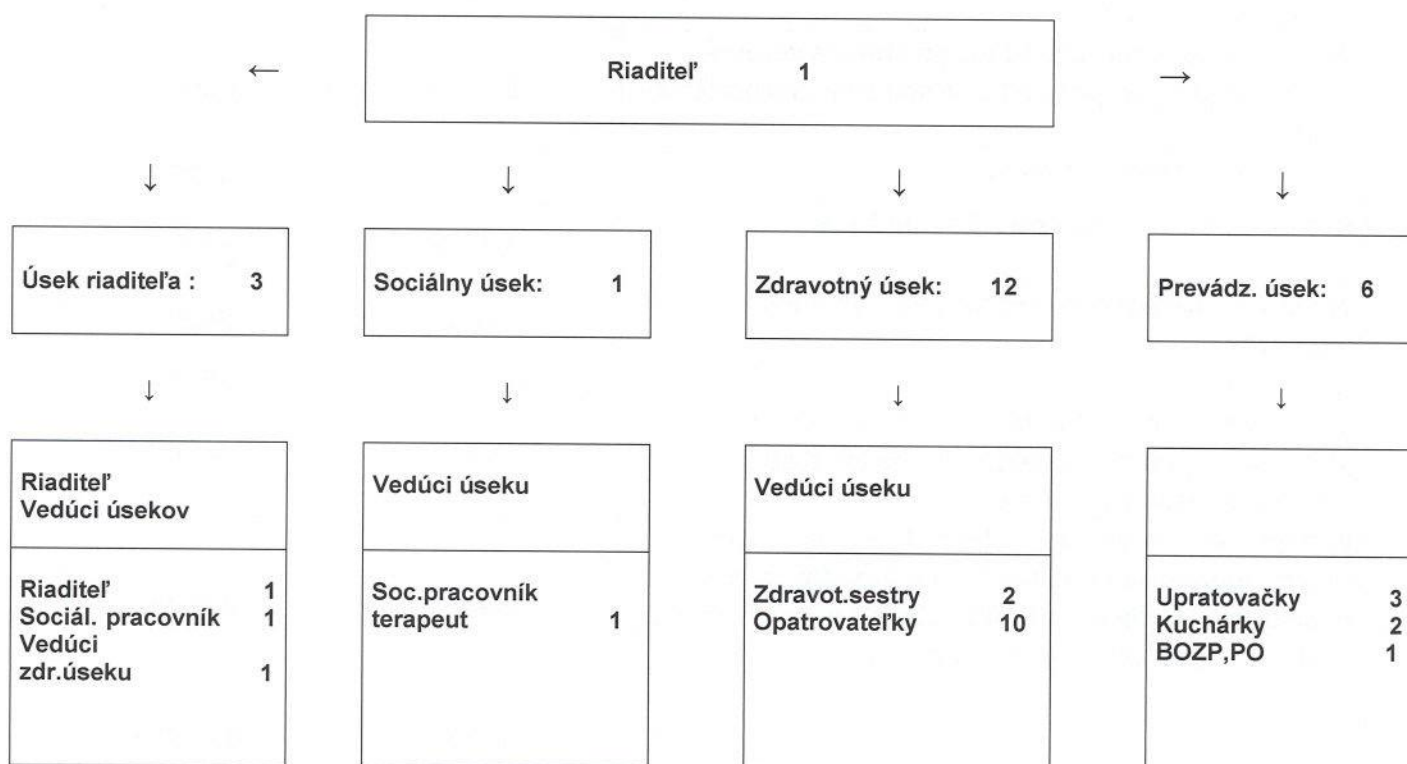 ← Riaditeľ 1 →
↓ ↓ ↓ ↓
Úsek riaditeľa : 3
Sociálny úsek: 1
Zdravotný úsek: 12
Prevádz. úsek: 6
↓ ↓ ↓ ↓
Riaditeľ
Vedúci úsekov
Riaditeľ 1
Sociál. pracovník 1
Vedúci
zdr.úseku 1
Vedúci úseku
Soc.pracovník
terapeut 1
Vedúci úseku
Zdravot.sestry 2
Opatrovateľky 10
Upratovačky 3
Kuchárky 2
BOZP,PO 1